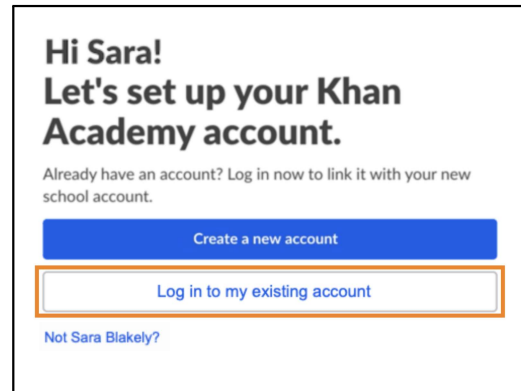 Hi Sara!
Let's set up your Khan
Academy account.
Already have an account? Log in now to link it with your new
school account.
Create a new account
Log in to my existing account
Not Sara Blakely?